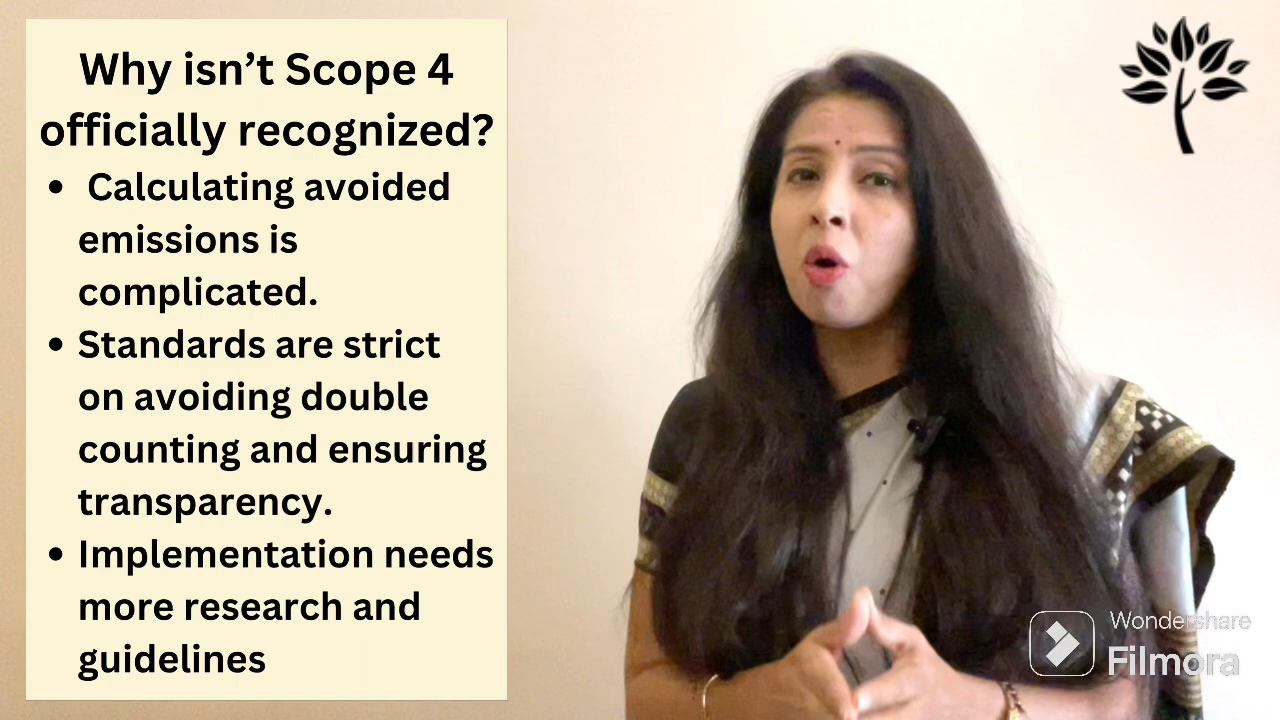 Why isn’t Scope 4
officially recognized?
• Calculating avoided
emissions is
complicated.
• Standards are strict
on avoiding double
counting and ensuring
transparency.
• Implementation needs
more research and
guidelines
Wondershare
Filmora